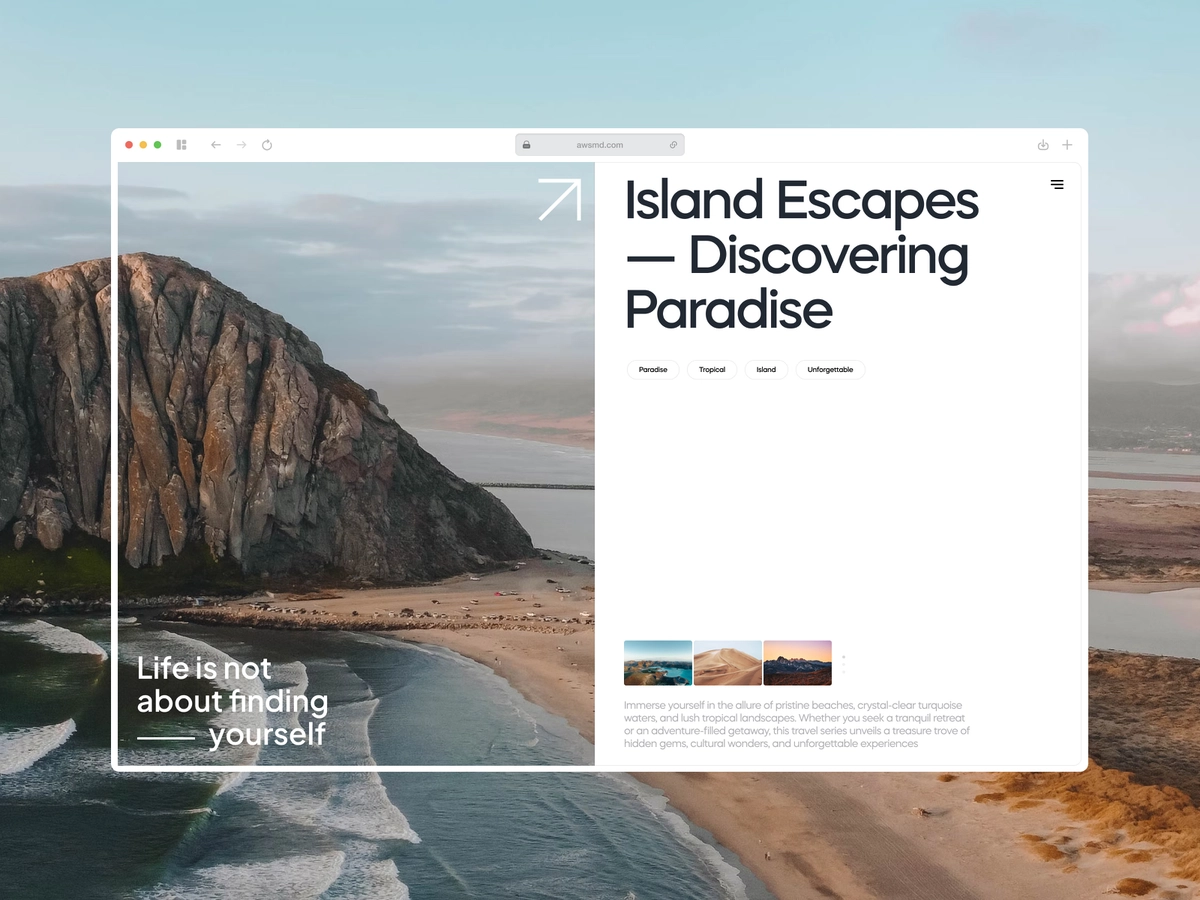 awsmd.com
Life is not
about finding
yourself
Island Escapes
— Discovering
Paradise
Paradise
Tropical
Island
Unforgettable
Immerse yourself in the allure of pristine beaches, crystal-clear turquoise
waters, and lush tropical landscapes. Whether you seek a tranquil retreat
or an adventure-filled getaway, this travel series unveils a treasure trove of
hidden gems, cultural wonders, and unforgettable experiences